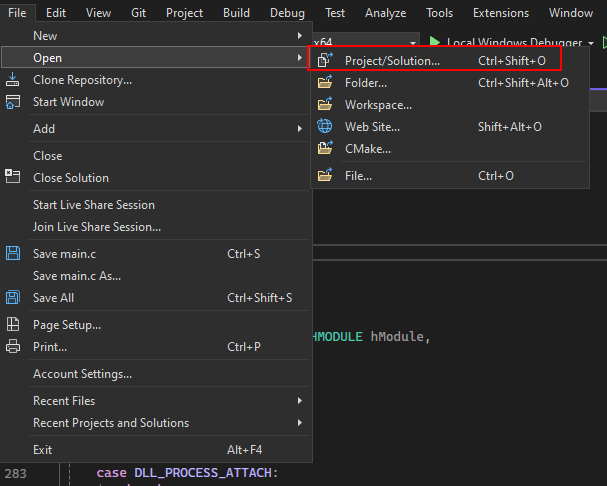 File Edit View Git Project Build Debug Test Analyze Tools Extensions Window
New
x64 Local Windows Debugger
Open
Project/Solution... Ctrl+Shift+O
Clone Repository...
Folder... Ctrl+Shift+Alt+O
Start Window
Workspace...
Add
Web Site... Shift+Alt+O
CMake...
Close
Close Solution
File... Ctrl+O
Start Live Share Session
Join Live Share Session...
Save main.c Ctrl+S
Save main.c As...
Save All Ctrl+Shift+S
Page Setup...
HMODULE hModule,
Print... Ctrl+P
Account Settings...
Recent Files
Recent Projects and Solutions
Exit Alt+F4
283 case DLL_PROCESS_ATTACH: